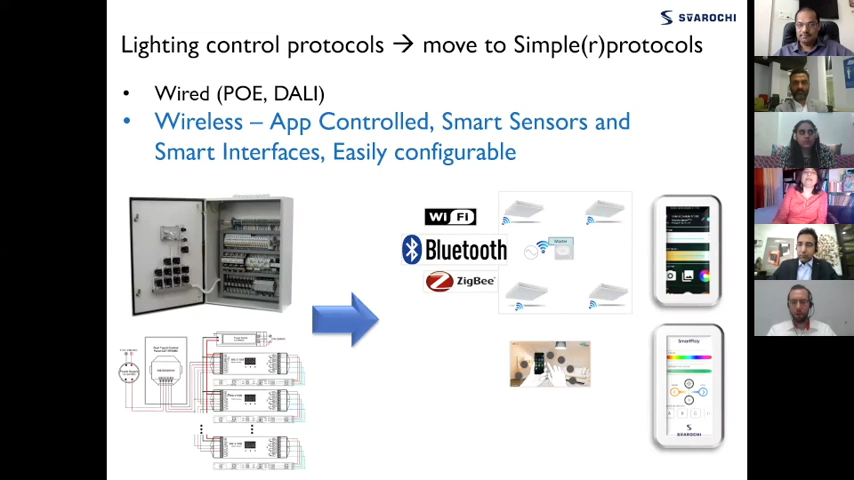 S SVAROCHI
Lighting control protocols → move to Simple(r)protocols
• Wired (POE, DALI)
• Wireless – App Controlled, Smart Sensors and
Smart Interfaces, Easily configurable
WiFi
Bluetooth
ZigBee
SmartPlay
S
SVAROCHI